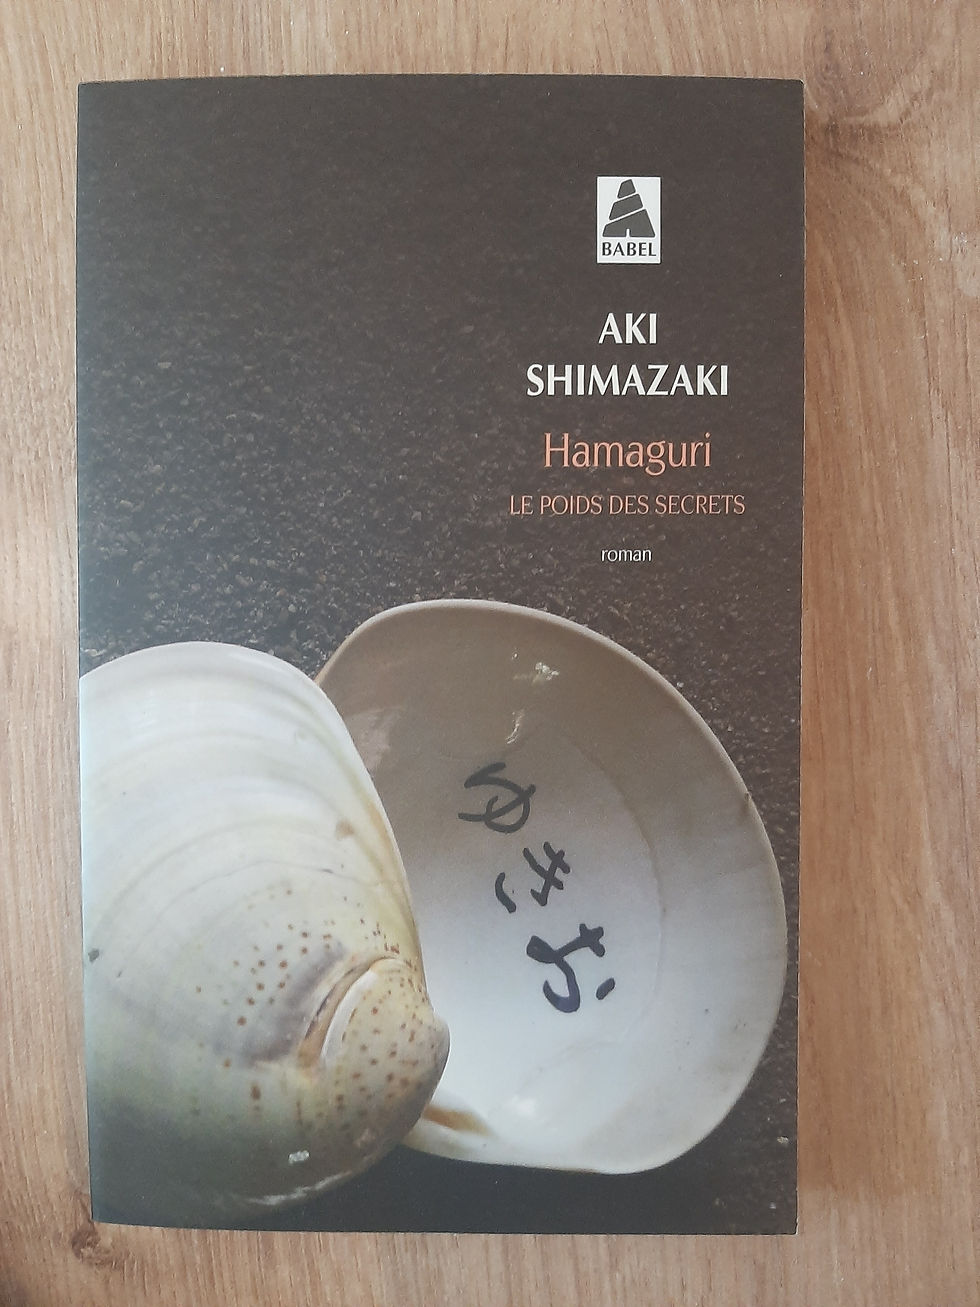 BABEL
AKI
SHIMAZAKI
Hamaguri
LE POIDS DES SECRETS
roman
ゆきお